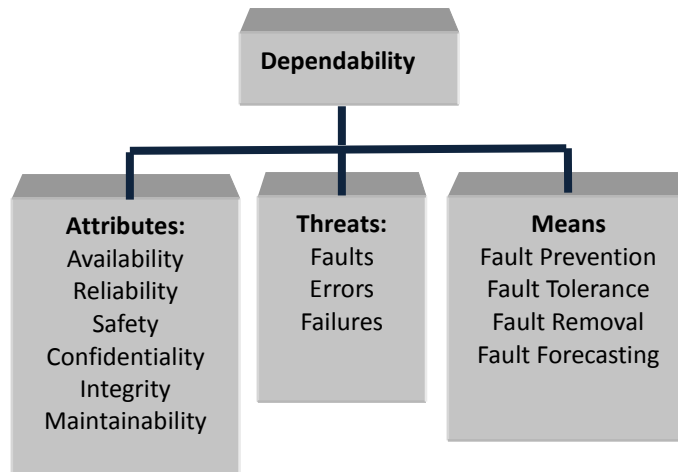 Dependability
Attributes:
Availability
Reliability
Safety
Confidentiality
Integrity
Maintainability
Threats:
Faults
Errors
Failures
Means
Fault Prevention
Fault Tolerance
Fault Removal
Fault Forecasting